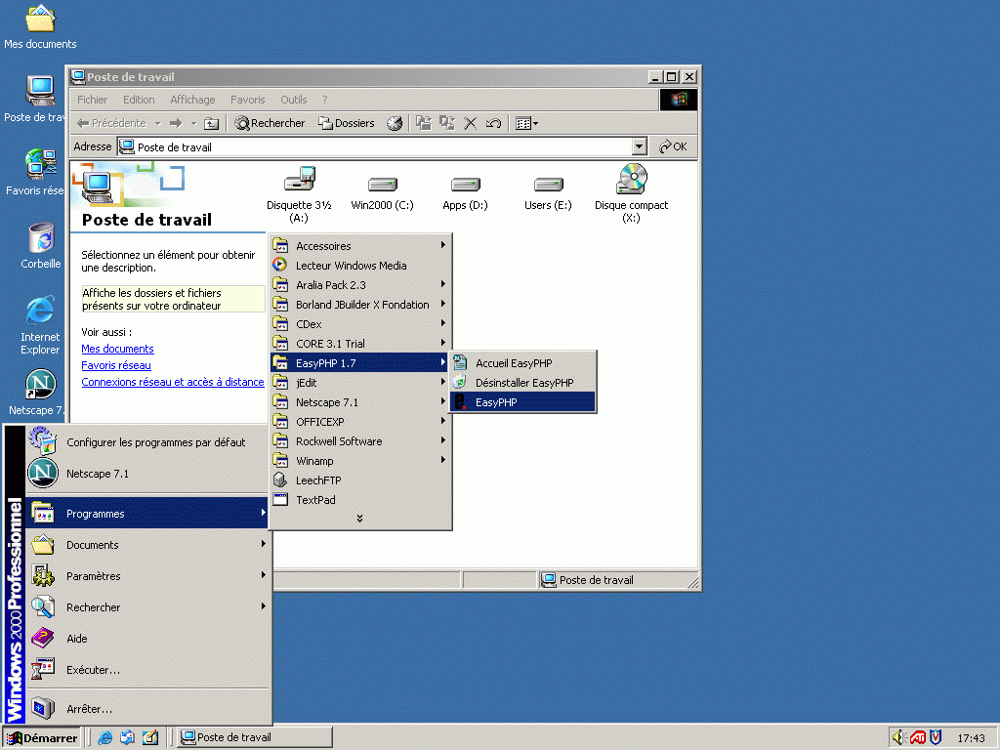 Mes documents
Poste de trav
Favoris rése
Corbeille
Internet
Explorer
Netscape 7.
Poste de travail
Fichier Edition Affichage Favoris Outils ?
Précédente Rechercher Dossiers
Adresse Poste de travail OK
Poste de travail
Sélectionnez un élément pour obtenir
une description.
Affiche les dossiers et fichiers
présents sur votre ordinateur
Voir aussi :
Mes documents
Favoris réseau
Connexions réseau et accès à distance
Disquette 3½
(A:)
Win2000 (C:)
Apps (D:)
Users (E:)
Disque compact
(X:)
Poste de travail
Accessoires
Lecteur Windows Media
Aralia Pack 2.3
Borland JBuilder X Fondation
CDex
CORE 3.1 Trial
EasyPHP 1.7
jEdit
Netscape 7.1
OFFICEXP
Rockwell Software
Winamp
LeechFTP
TextPad
Accueil EasyPHP
Désinstaller EasyPHP
EasyPHP
Configurer les programmes par défaut
Netscape 7.1
Programmes
Documents
Paramètres
Rechercher
Aide
Exécuter...
Arrêter...
Windows 2000 Professionnel
Démarrer
Poste de travail
17:43